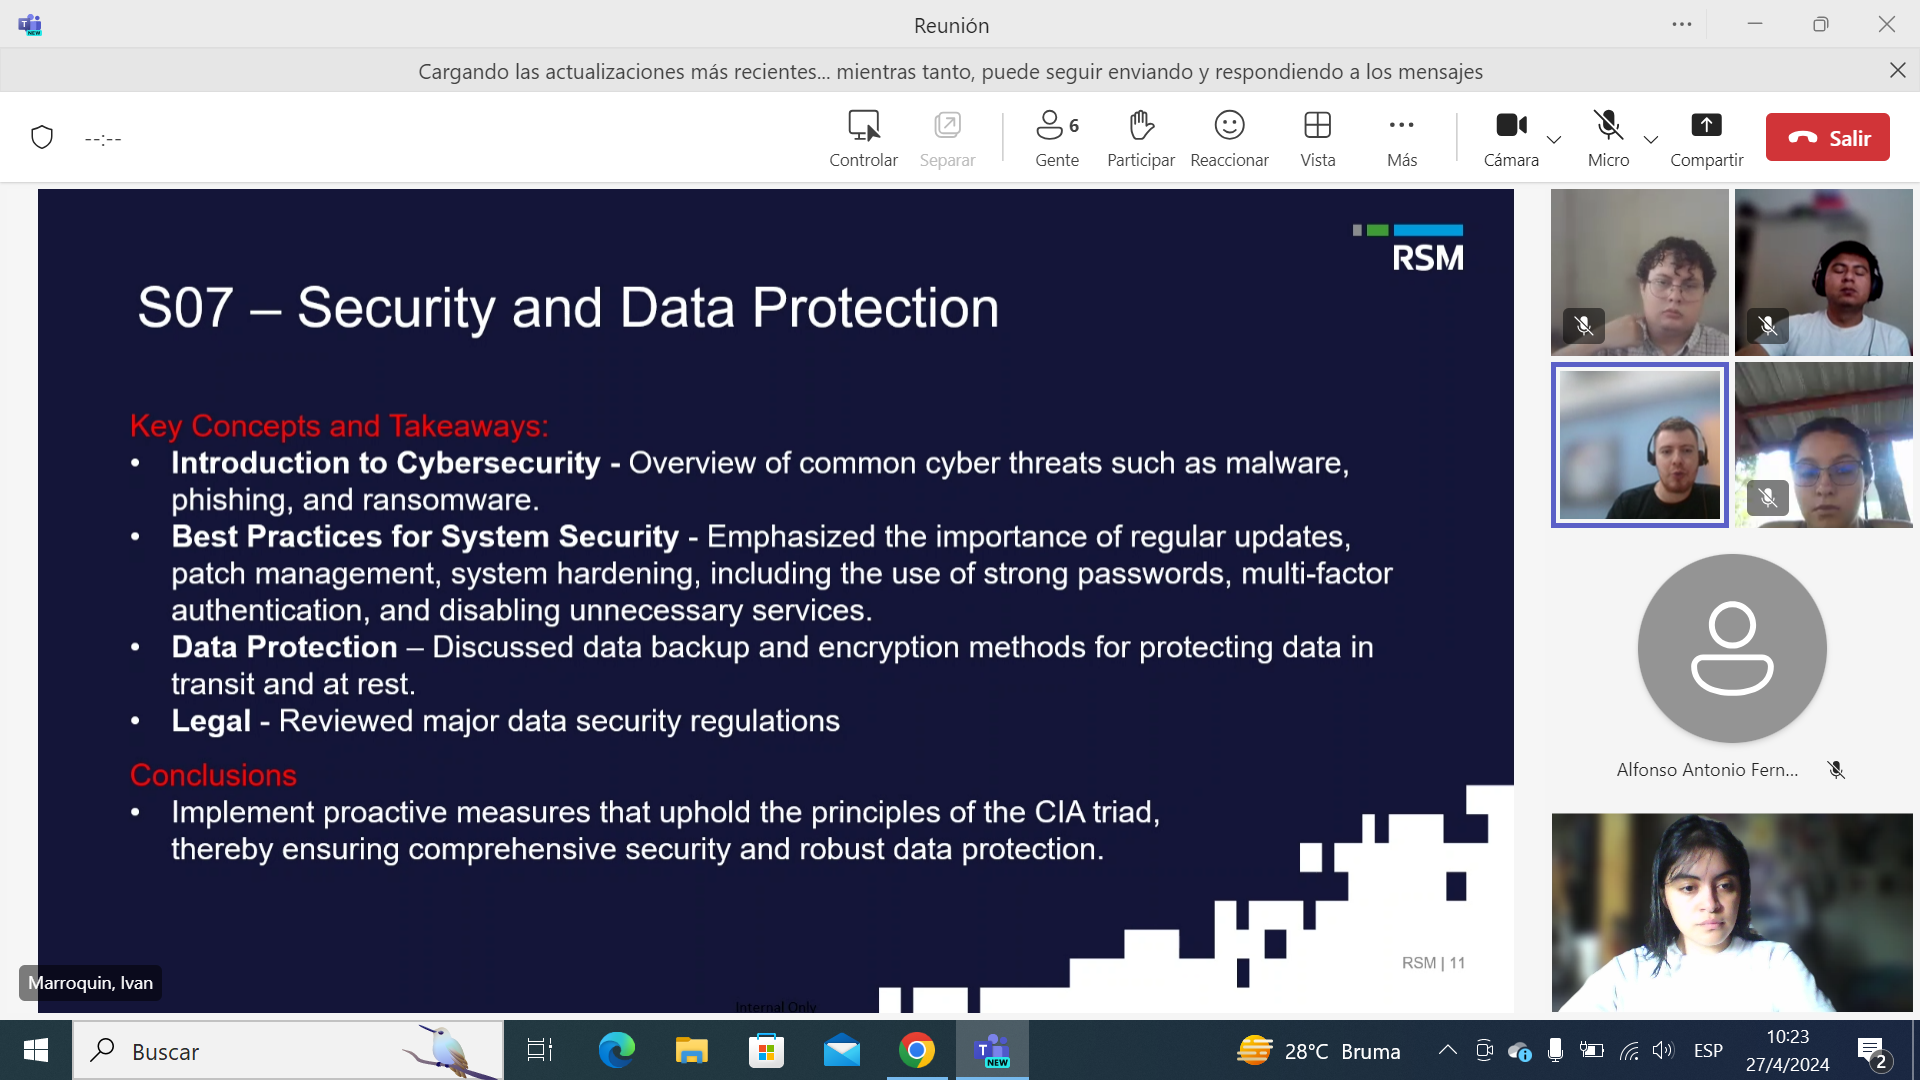 NEW
Reunión
Cargando las actualizaciones más recientes... mientras tanto, puede seguir enviando y respondiendo a los mensajes
--:--
Controlar
Separar
6
Gente
Participar
Reaccionar
Vista
Más
Cámara
Micro
Compartir
Salir
RSM
S07 – Security and Data Protection
Key Concepts and Takeaways:
• Introduction to Cybersecurity - Overview of common cyber threats such as malware,
phishing, and ransomware.
• Best Practices for System Security - Emphasized the importance of regular updates,
patch management, system hardening, including the use of strong passwords, multi-factor
authentication, and disabling unnecessary services.
• Data Protection – Discussed data backup and encryption methods for protecting data in
transit and at rest.
• Legal - Reviewed major data security regulations
Conclusions
• Implement proactive measures that uphold the principles of the CIA triad,
thereby ensuring comprehensive security and robust data protection.
RSM | 11
Internal Only
Marroquin, Ivan
Alfonso Antonio Fern...
Buscar
T
NEW
28°C Bruma
ESP
10:23
27/4/2024
2